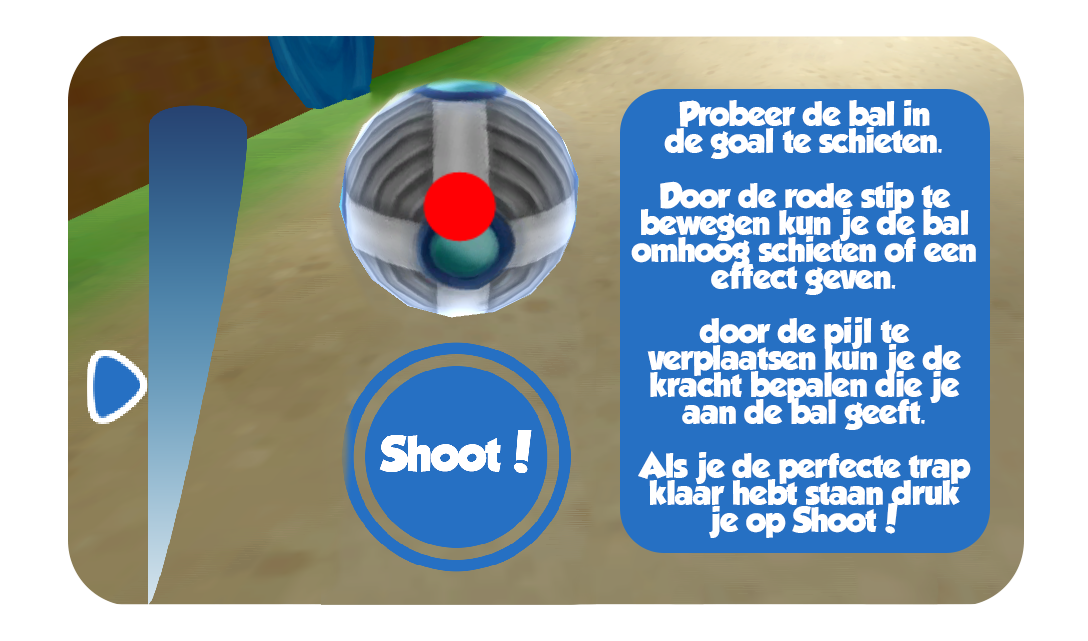 Probeer de bal in
de goal te schieten.
Door de rode stip te
bewegen kun je de bal
omhoog schieten of een
effect geven.
door de pijl te
verplaatsen kun je de
kracht bepalen die je
aan de bal geeft.
Als je de perfecte trap
klaar hebt staan druk
je op Shoot !
Shoot !